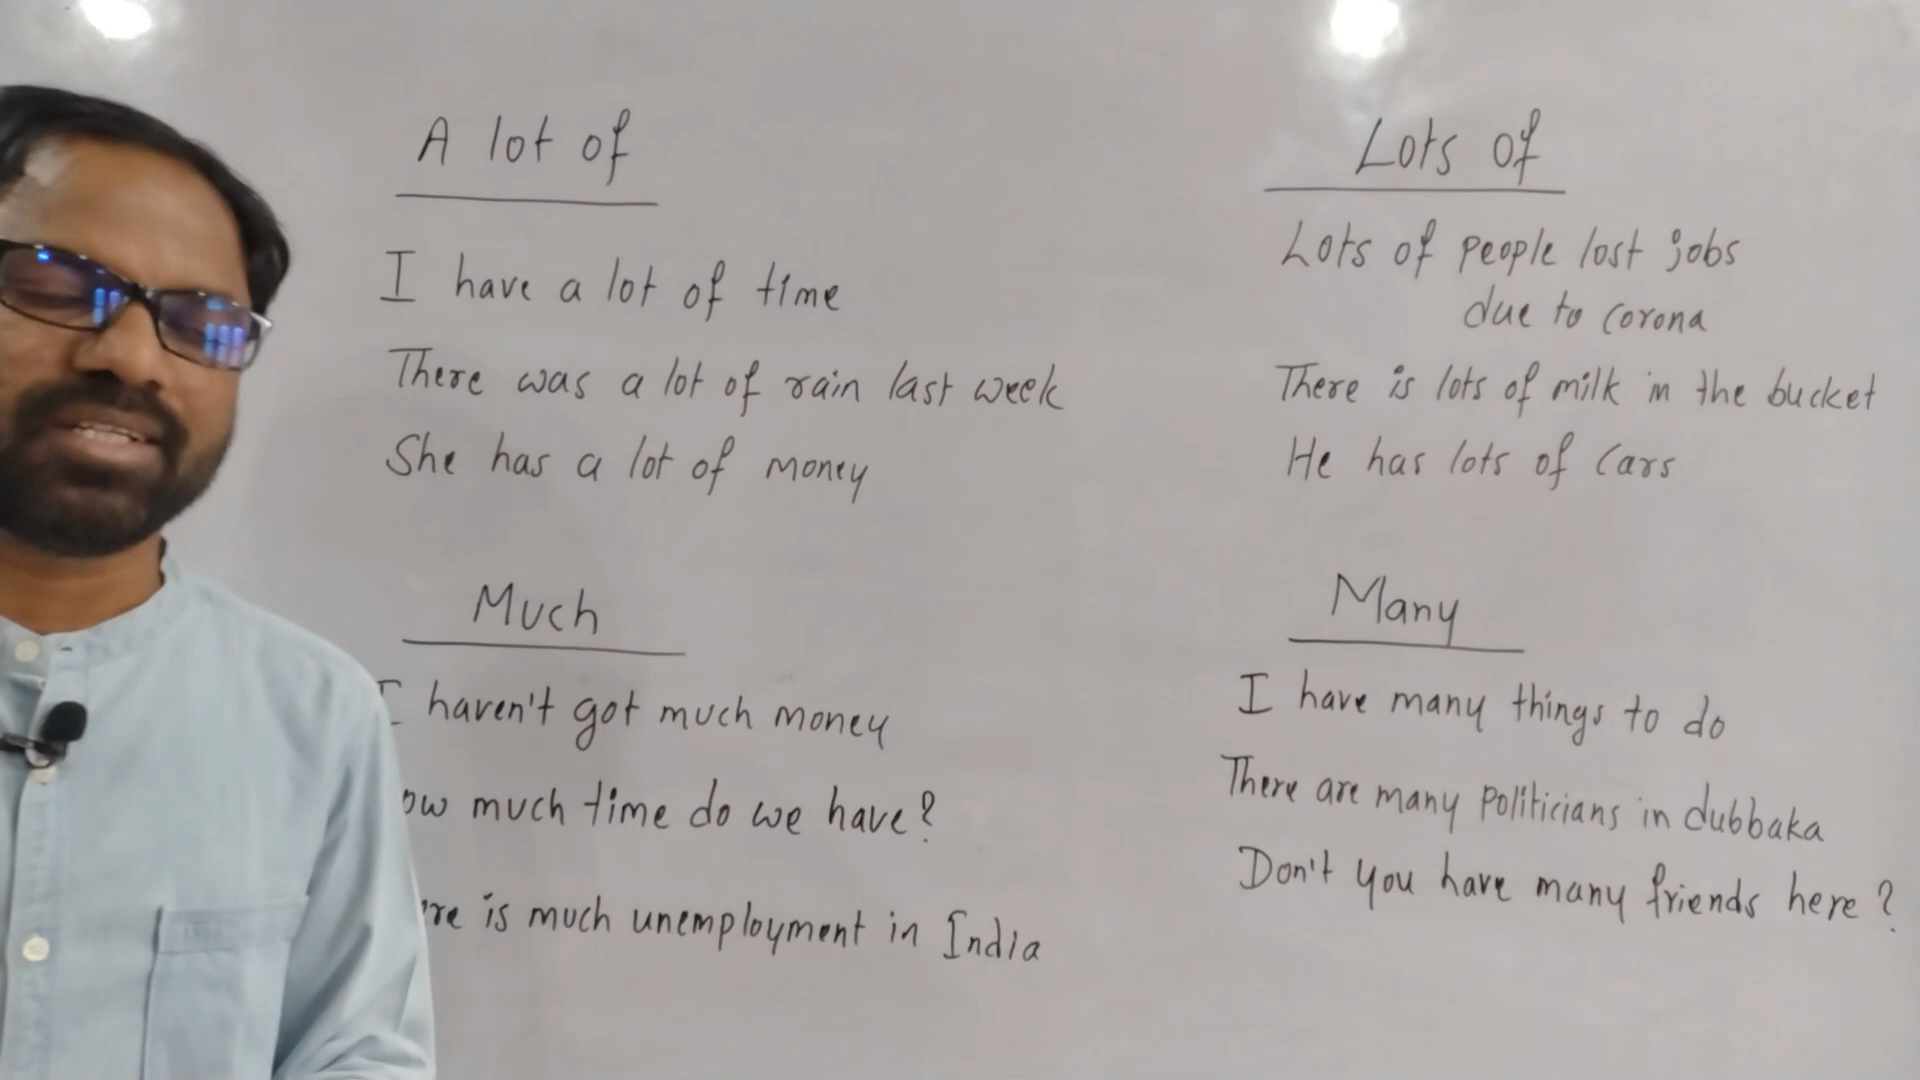 A lot of
I have a lot of time
There was a lot of rain last week
She has a lot of money
Lots of
Lots of people lost jobs
due to corona
There is lots of milk in the bucket
He has lots of cars
Much
I haven't got much money
much time do we have?
is much unemployment in India
Many
I have many things to do
There are many politicians in dubbaka
Don't you have many friends here?